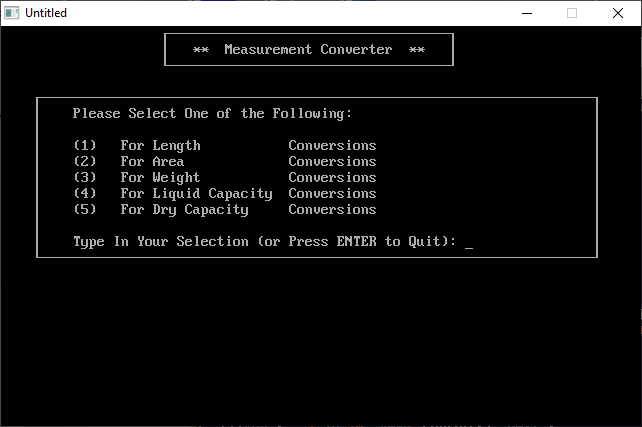 Untitled
** Measurement Converter **
Please Select One of the Following:
(1) For Length Conversions
(2) For Area Conversions
(3) For Weight Conversions
(4) For Liquid Capacity Conversions
(5) For Dry Capacity Conversions
Type In Your Selection (or Press ENTER to Quit): _